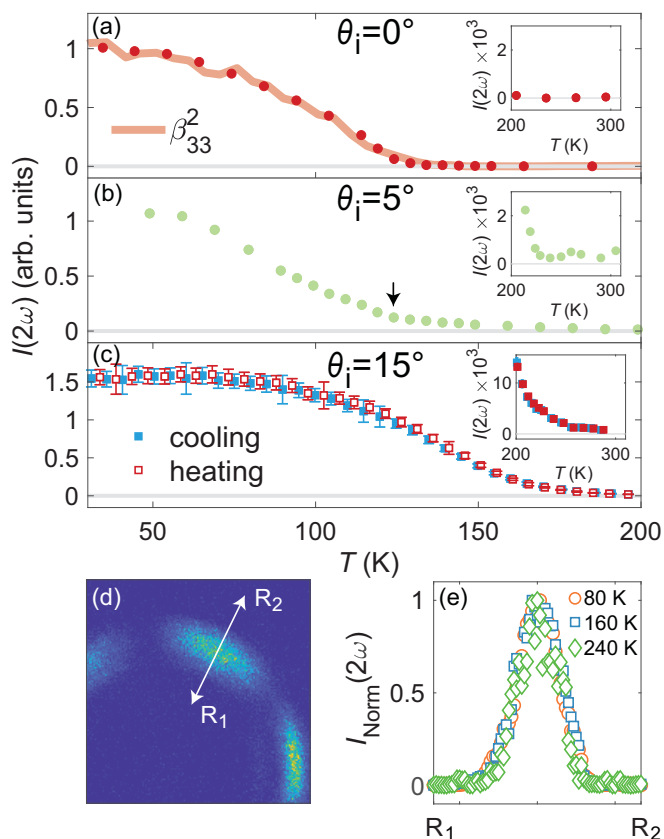 (a)
θi=0°
β²33
1
0.5
0
I(2ω) ×10³
2
0
200
300
T (K)
(b)
θi=5°
1
0.5
0
I(2ω) ×10³
2
0
200
300
T (K)
I(2ω) (arb. units)
(c)
θi=15°
cooling
heating
1.5
1
0.5
0
I(2ω) ×10³
10
0
200
300
T (K)
50
100
150
200
T (K)
(d)
R2
R1
(e)
80 K
160 K
240 K
INorm(2ω)
1
0.5
0
R1
R2